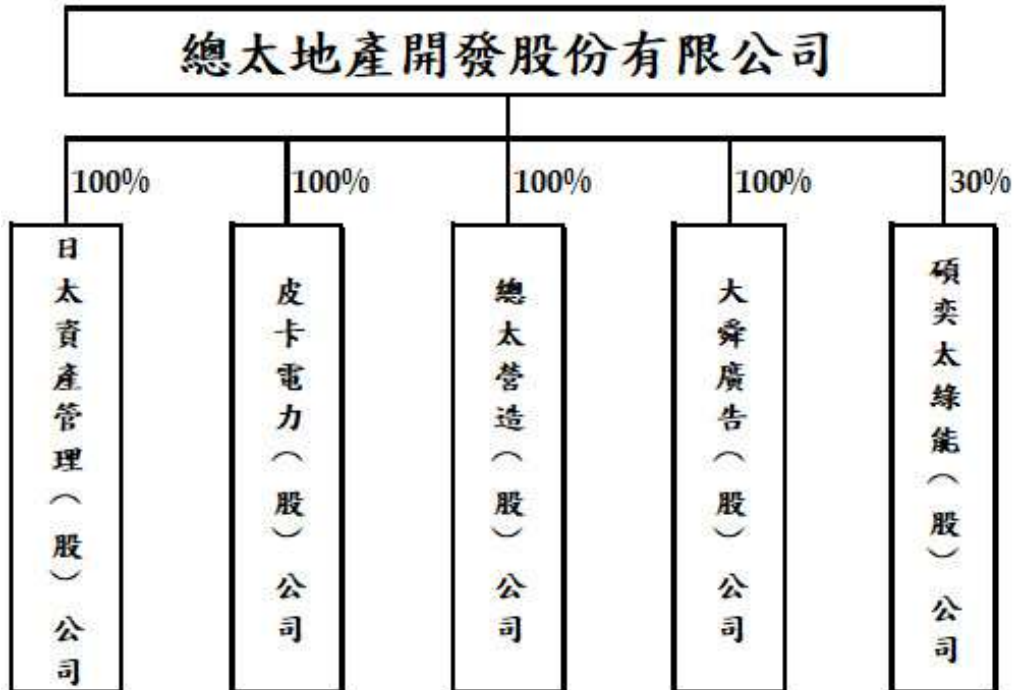 總太地產開發股份有限公司
100%
100%
100%
100%
30%
日太資產管理（股）公司
皮卡電力（股）公司
總太營造（股）公司
大舜廣告（股）公司
碩奕太綠能（股）公司